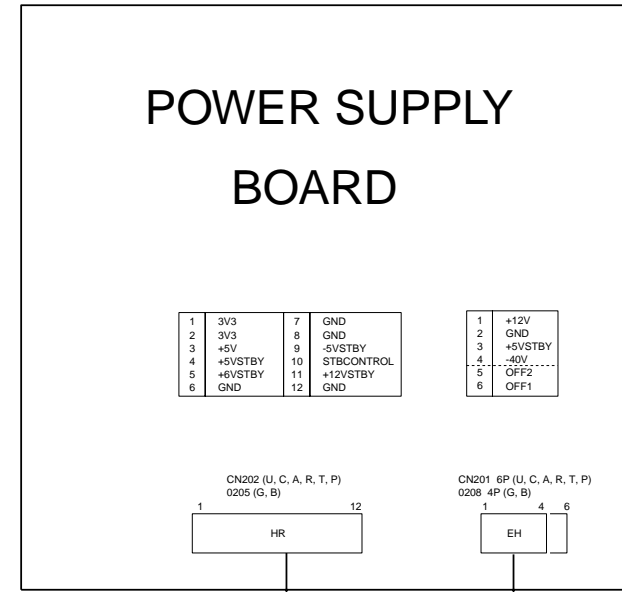 POWER SUPPLY
BOARD
1 3V3 7 GND
2 3V3 8 GND
3 +5V 9 -5VSTBY
4 +5VSTBY 10 STBCONTROL
5 +6VSTBY 11 +12VSTBY
6 GND 12 GND
1 +12V
2 GND
3 +5VSTBY
4 -40V
5 OFF2
6 OFF1
CN202 (U, C, A, R, T, P)
0205 (G, B)
1 12
HR
CN201 6P (U, C, A, R, T, P)
0208 4P (G, B)
1 4 6
EH